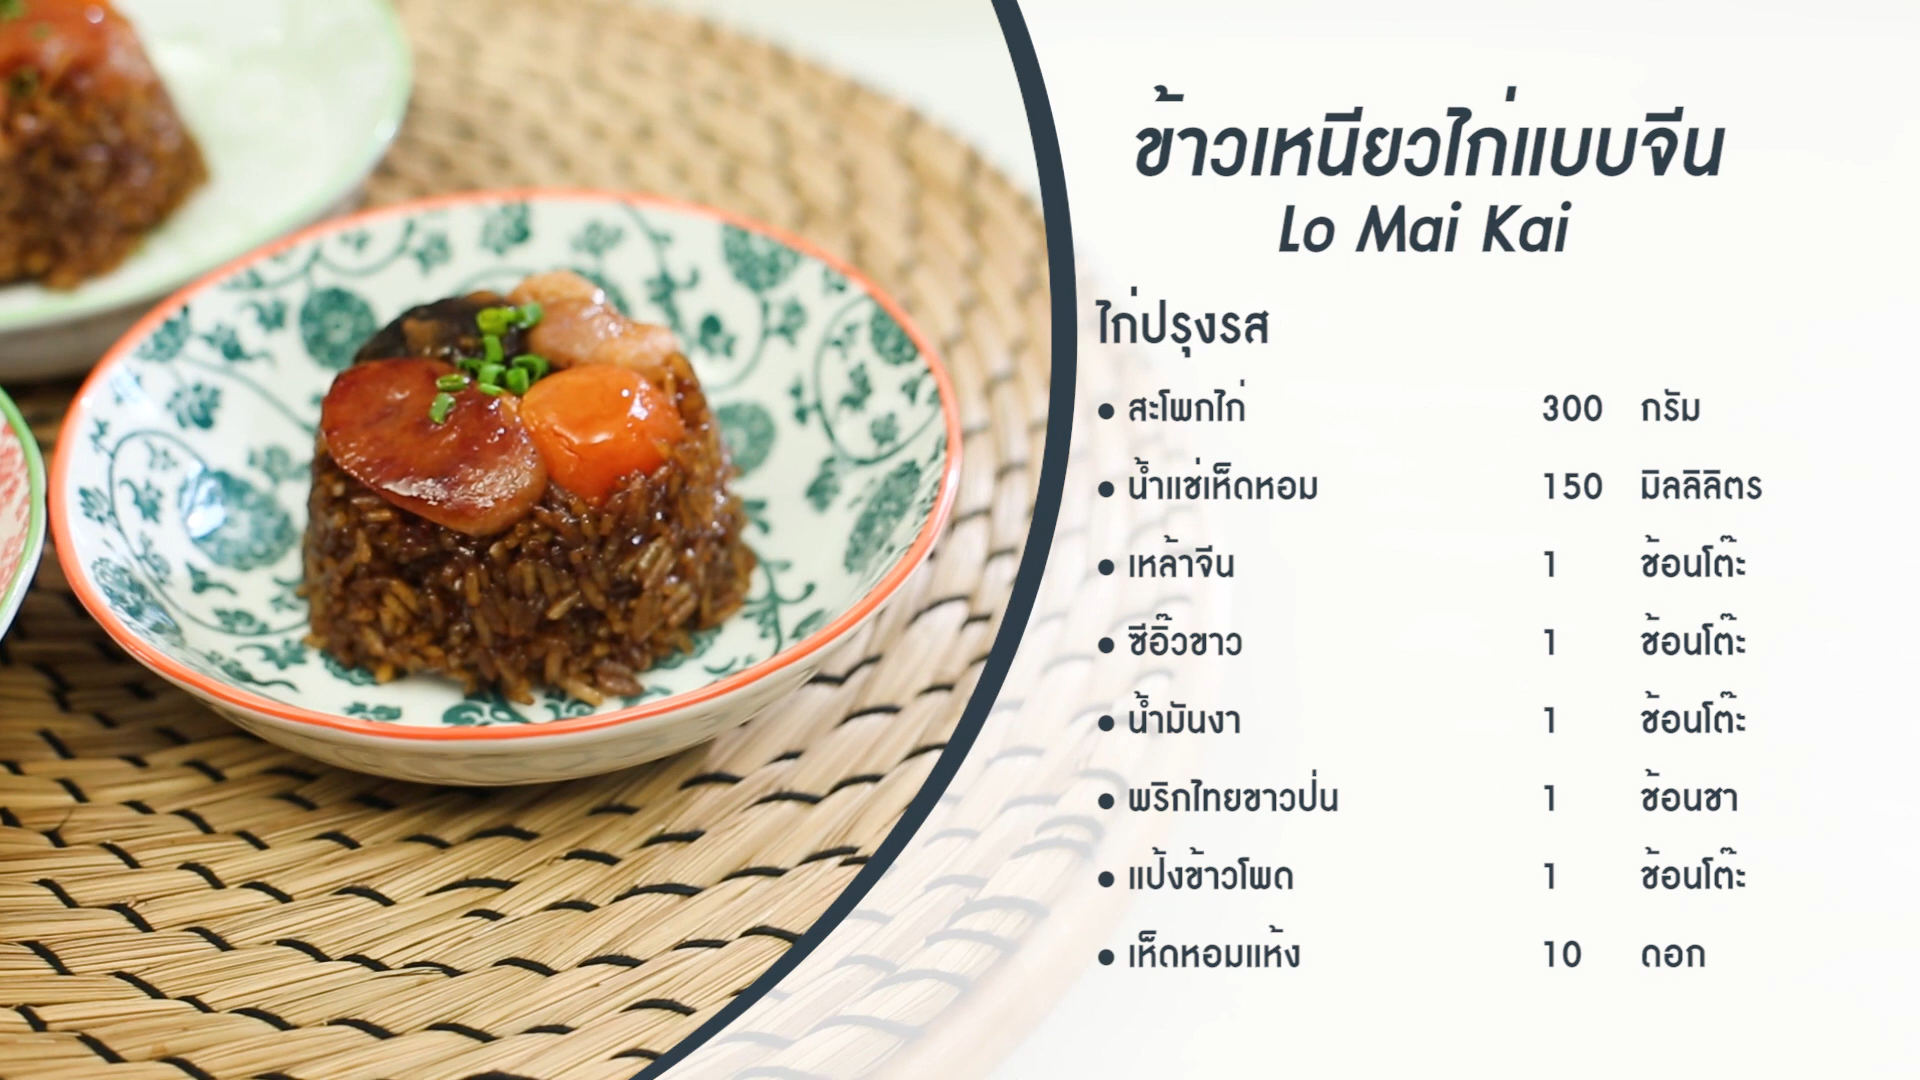 ข้าวเหนียวไก่แบบจีน
Lo Mai Kai
ไก่ปรุงรส
• สะโพกไก่ 300 กรัม
• น้ำแช่เห็ดหอม 150 มิลลิลิตร
• เหล้าจีน 1 ช้อนโต๊ะ
• ซีอิ๊วขาว 1 ช้อนโต๊ะ
• น้ำมันงา 1 ช้อนโต๊ะ
• พริกไทยขาวป่น 1 ช้อนชา
• แป้งข้าวโพด 1 ช้อนโต๊ะ
• เห็ดหอมแห้ง 10 ดอก